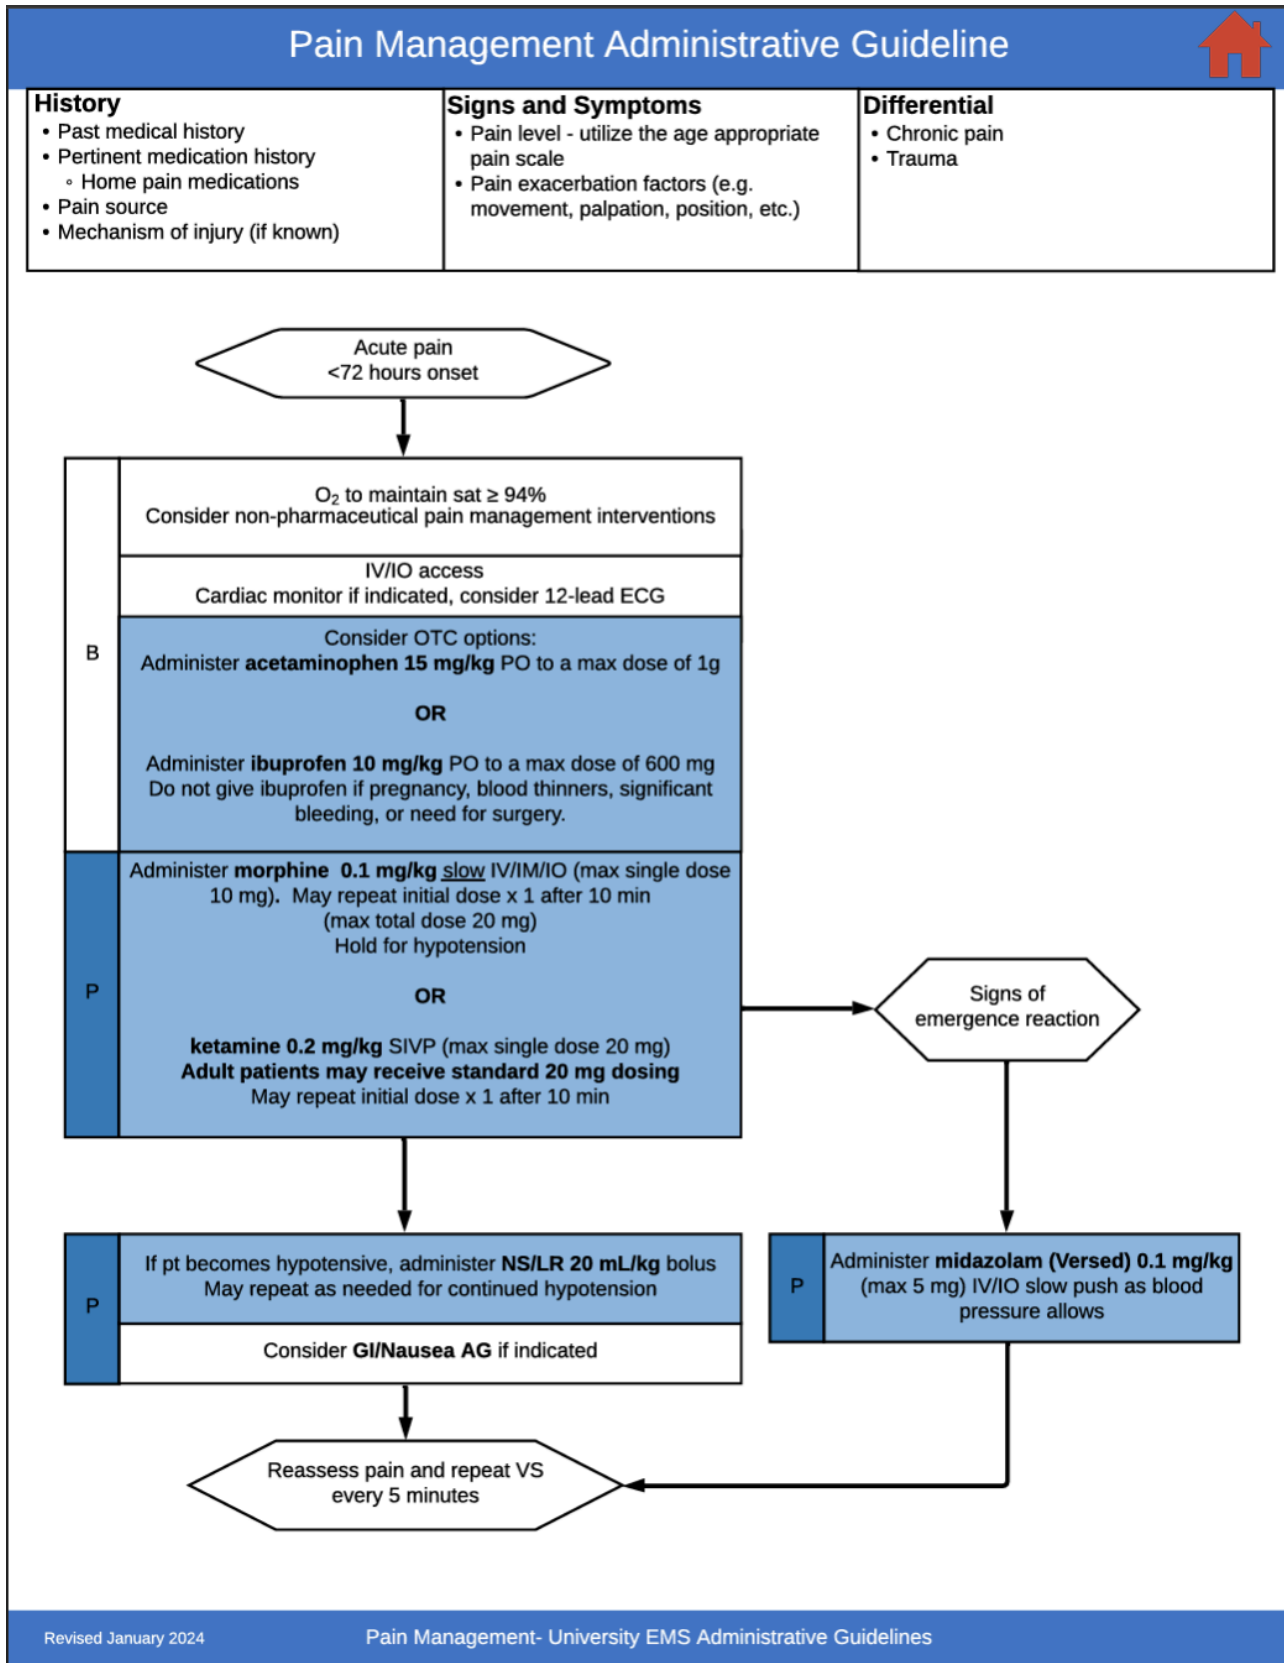 Pain Management Administrative Guideline
History
• Past medical history
• Pertinent medication history
◦ Home pain medications
• Pain source
• Mechanism of injury (if known)
Signs and Symptoms
• Pain level - utilize the age appropriate
pain scale
• Pain exacerbation factors (e.g.
movement, palpation, position, etc.)
Differential
• Chronic pain
• Trauma
Acute pain
<72 hours onset
B
O₂ to maintain sat ≥ 94%
Consider non-pharmaceutical pain management interventions
IV/IO access
Cardiac monitor if indicated, consider 12-lead ECG
Consider OTC options:
Administer acetaminophen 15 mg/kg PO to a max dose of 1g
OR
Administer ibuprofen 10 mg/kg PO to a max dose of 600 mg
Do not give ibuprofen if pregnancy, blood thinners, significant
bleeding, or need for surgery.
P
Administer morphine 0.1 mg/kg slow IV/IM/IO (max single dose
10 mg). May repeat initial dose x 1 after 10 min
(max total dose 20 mg)
Hold for hypotension
OR
ketamine 0.2 mg/kg SIVP (max single dose 20 mg)
Adult patients may receive standard 20 mg dosing
May repeat initial dose x 1 after 10 min
Signs of
emergence reaction
P
If pt becomes hypotensive, administer NS/LR 20 mL/kg bolus
May repeat as needed for continued hypotension
Consider GI/Nausea AG if indicated
P
Administer midazolam (Versed) 0.1 mg/kg
(max 5 mg) IV/IO slow push as blood
pressure allows
Reassess pain and repeat VS
every 5 minutes
Revised January 2024
Pain Management- University EMS Administrative Guidelines